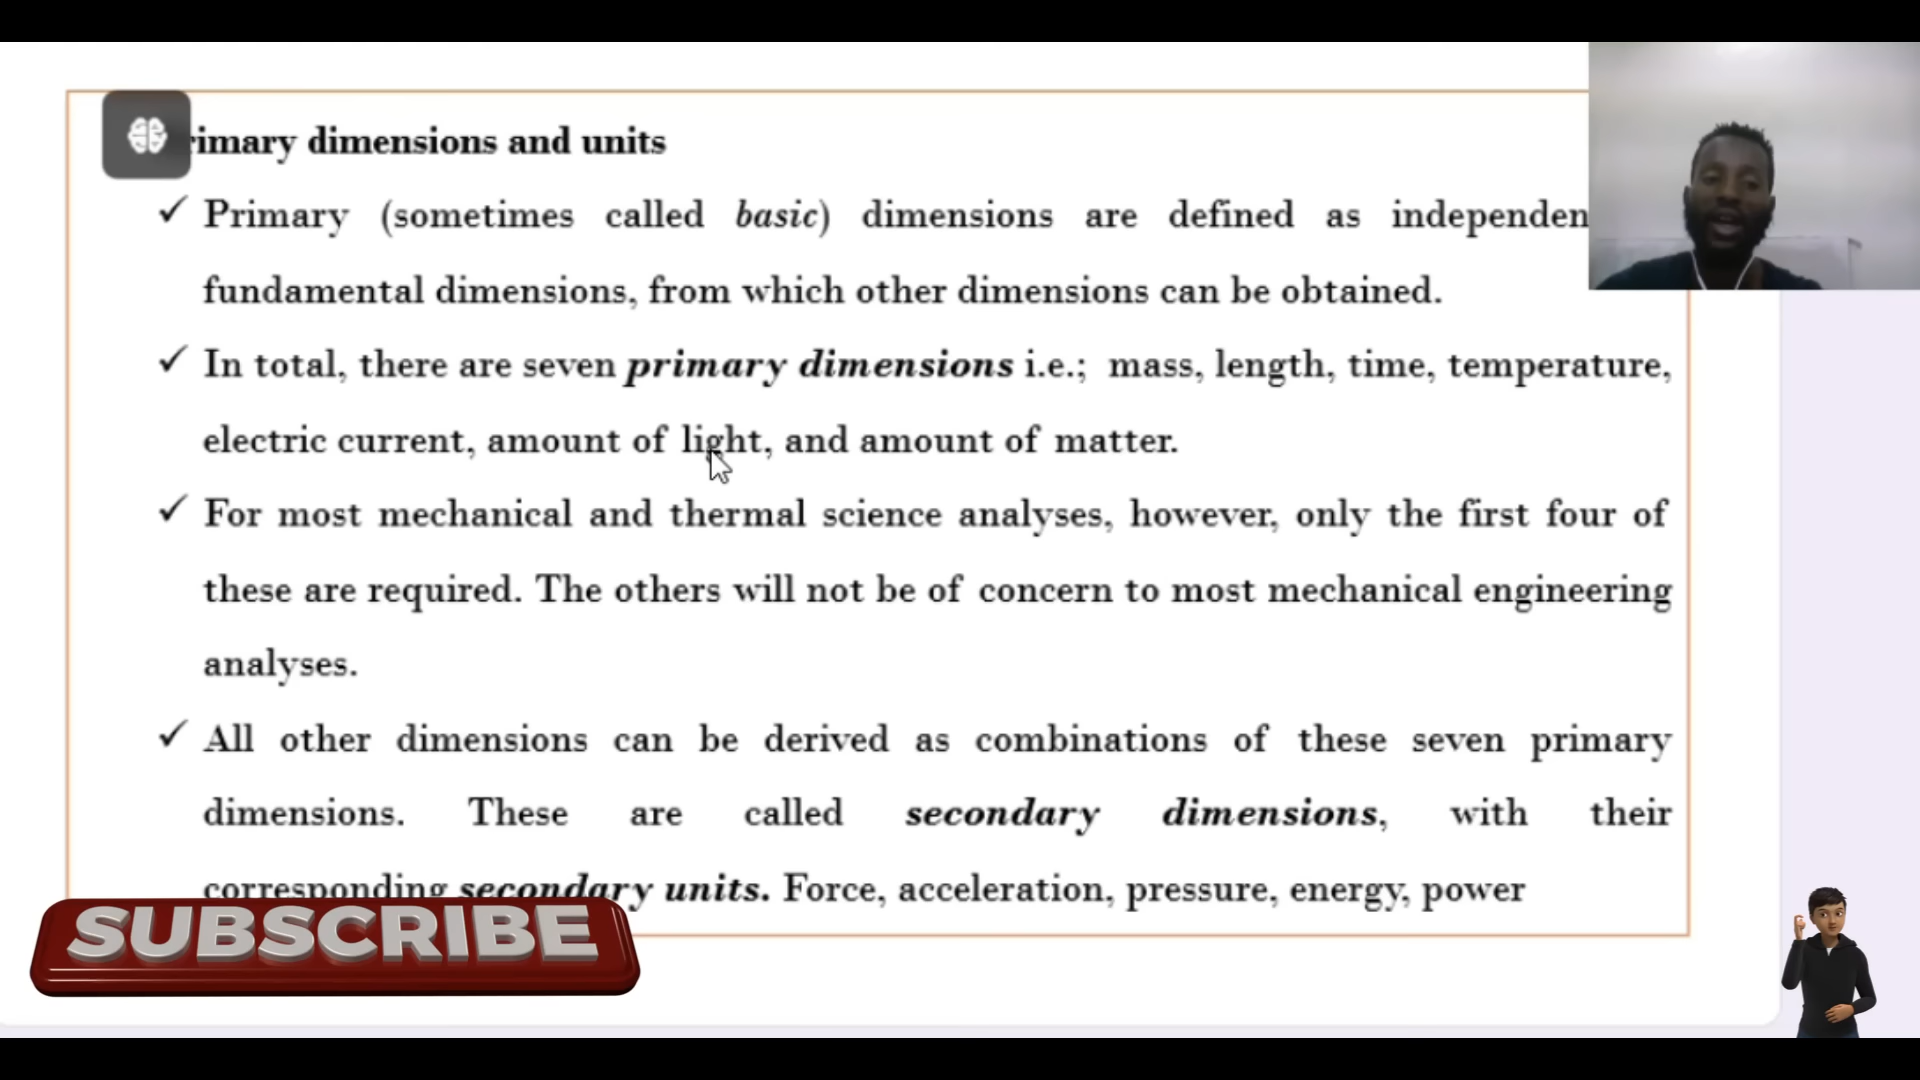 rimary dimensions and units
✓ Primary (sometimes called basic) dimensions are defined as independen
fundamental dimensions, from which other dimensions can be obtained.
✓ In total, there are seven primary dimensions i.e.; mass, length, time, temperature,
electric current, amount of light, and amount of matter.
✓ For most mechanical and thermal science analyses, however, only the first four of
these are required. The others will not be of concern to most mechanical engineering
analyses.
✓ All other dimensions can be derived as combinations of these seven primary
dimensions. These are called secondary dimensions, with their
corresponding secondary units. Force, acceleration, pressure, energy, power
SUBSCRIBE